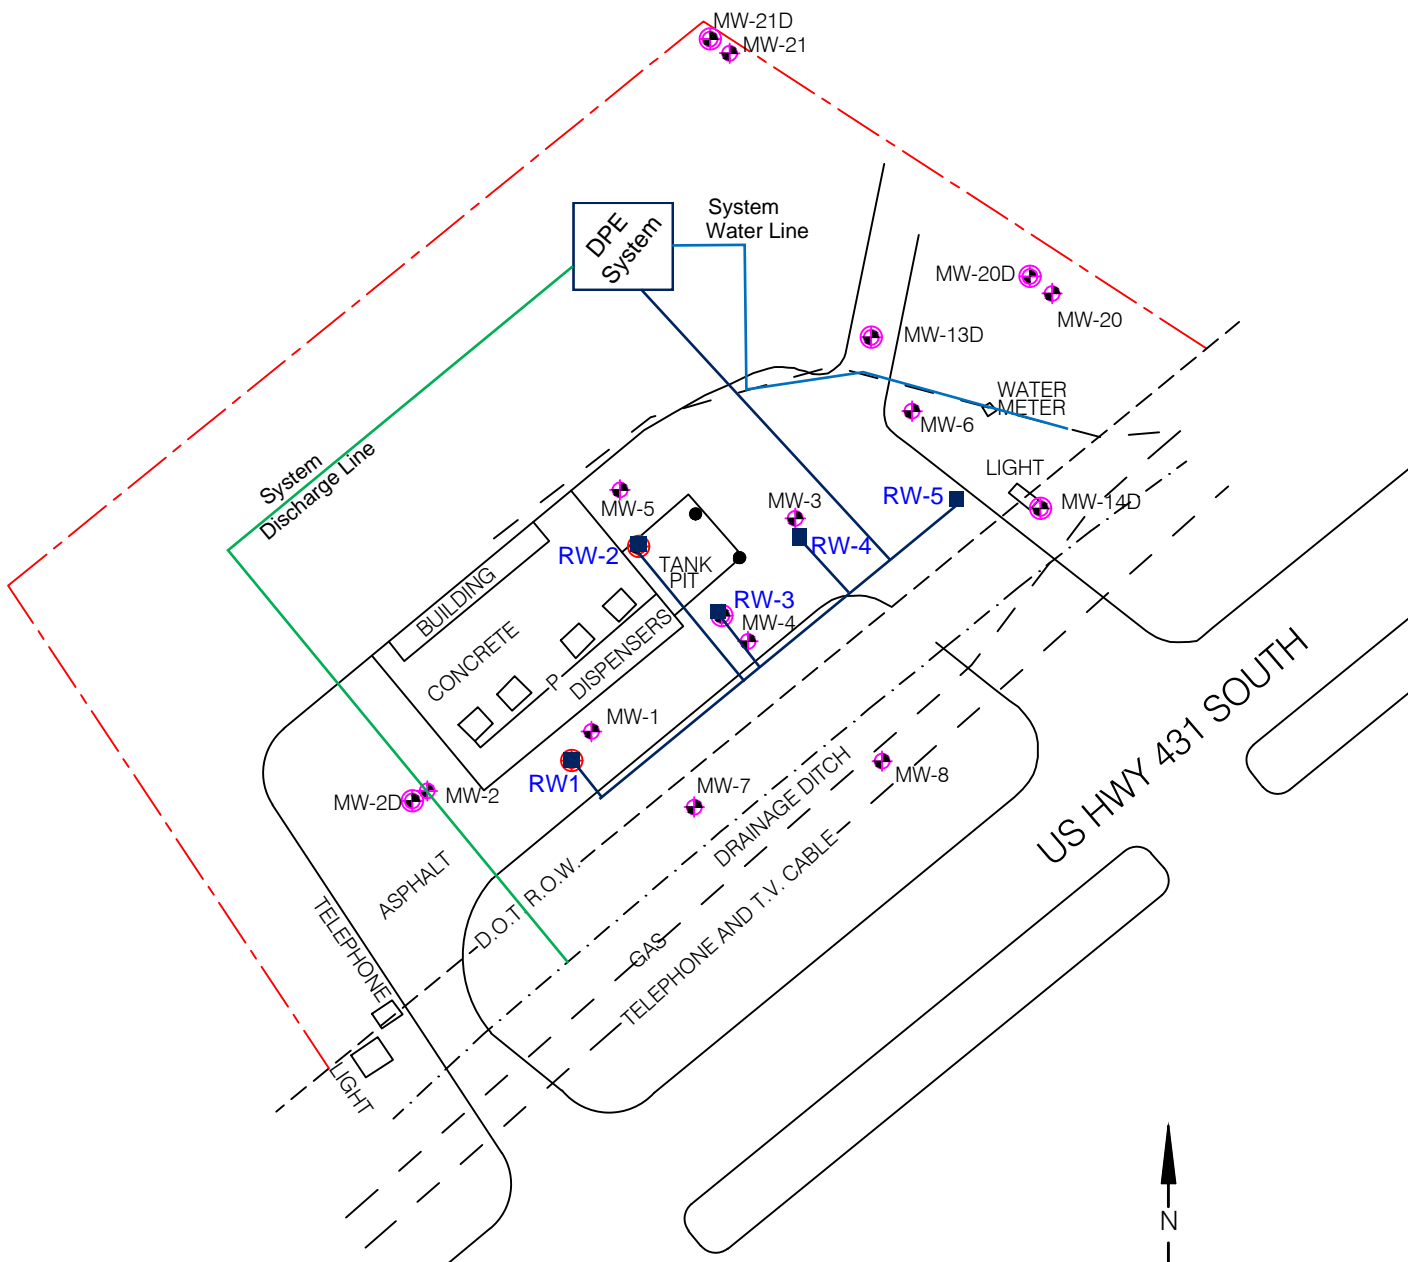 MW-21D
MW-21
System
Water Line
DPE
System
MW-20D
MW-20
MW-13D
WATER
METER
MW-6
LIGHT
MW-14D
System
Discharge Line
MW-5
MW-3
RW-5
RW-2
RW-4
TANK
PIT
BUILDING
RW-3
MW-4
CONCRETE
DISPENSERS
P
MW-1
RW1
MW-2D
MW-2
MW-7
MW-8
US HWY 431 SOUTH
DRAINAGE DITCH
ASPHALT
D.O.T. R.O.W.
TELEPHONE
GAS
TELEPHONE AND T.V. CABLE
LIGHT
N